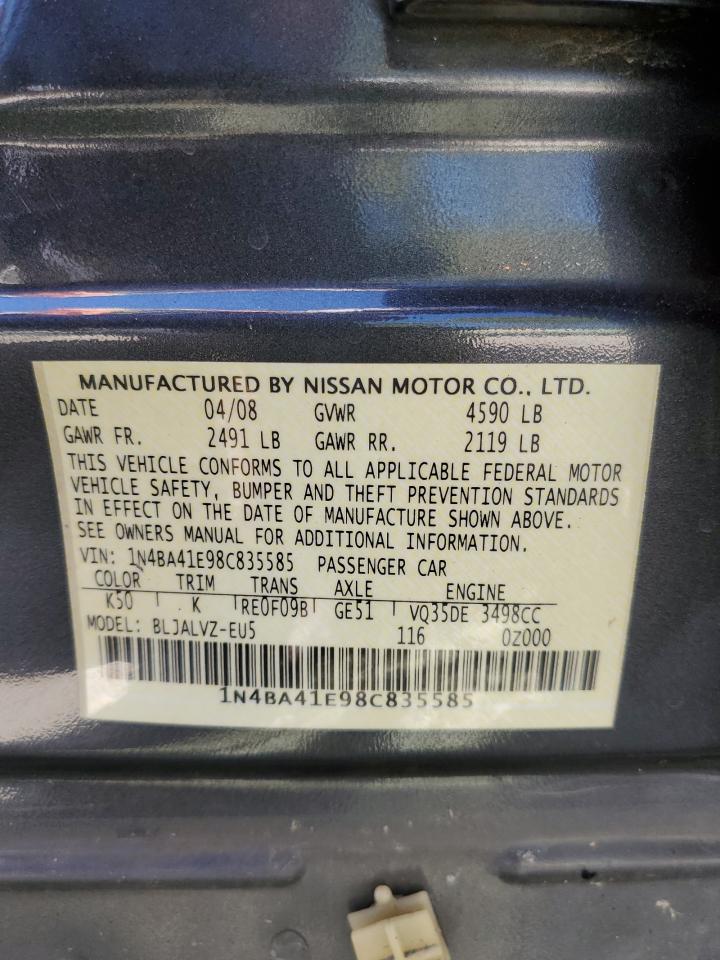 MANUFACTURED BY NISSAN MOTOR CO., LTD.
DATE 04/08 GVWR 4590 LB
GAWR FR. 2491 LB GAWR RR. 2119 LB
THIS VEHICLE CONFORMS TO ALL APPLICABLE FEDERAL MOTOR
VEHICLE SAFETY, BUMPER AND THEFT PREVENTION STANDARDS
IN EFFECT ON THE DATE OF MANUFACTURE SHOWN ABOVE.
SEE OWNERS MANUAL FOR ADDITIONAL INFORMATION.
VIN: 1N4BA41E98C835585 PASSENGER CAR
COLOR TRIM TRANS AXLE ENGINE
K50 K RE0F09B GE51 VQ35DE 3498CC
MODEL: BLJALVZ-EU5 116 0Z000
1N4BA41E98C835585